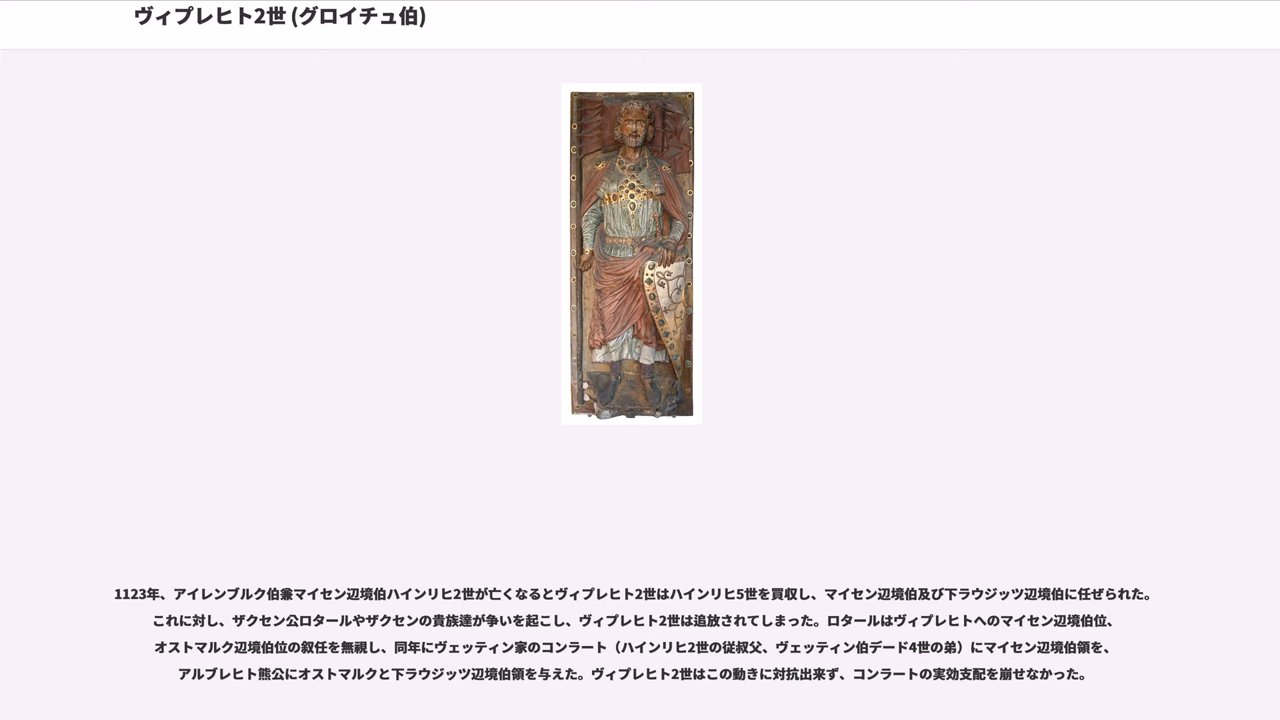 ヴィプレヒト2世 (グロイチュ伯)
1123年、アイレンブルク伯兼マイセン辺境伯ハインリヒ2世が亡くなるとヴィプレヒト2世はハインリヒ5世を買収し、マイセン辺境伯及び下ラウジッツ辺境伯に任ぜられた。
これに対し、ザクセン公ロタールやザクセンの貴族達が争いを起こし、ヴィプレヒト2世は追放されてしまった。ロタールはヴィプレヒトへのマイセン辺境伯位、
オストマルク辺境伯位の叙任を無視し、同年にヴェッティン家のコンラート（ハインリヒ2世の従叔父、ヴェッティン伯デード4世の弟）にマイセン辺境伯領を、
アルブレヒト熊公にオストマルクと下ラウジッツ辺境伯領を与えた。ヴィプレヒト2世はこの動きに対抗出来ず、コンラートの実効支配を崩せなかった。